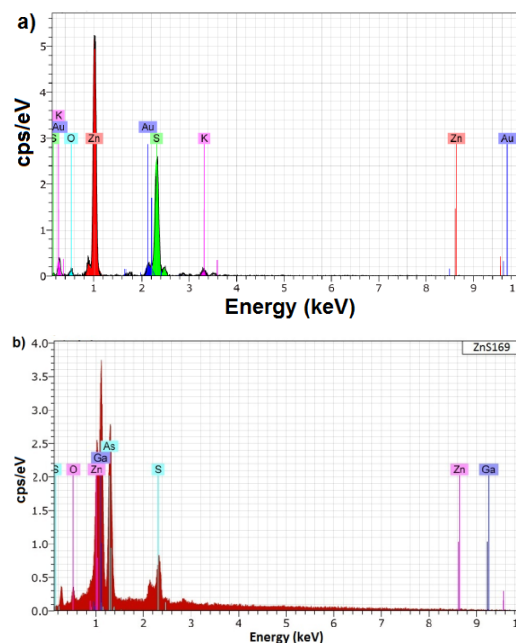 a)
cps/eV
5
4
3
2
1
0
K
Au Au
S O Zn S K Zn Au
1 2 3 4 5 6 7 8 9 10
Energy (keV)
b)
ZnS169
cps/eV
4.0
3.5
3.0
2.5
2.0
1.5
1.0
0.5
0.0
As
Ga
S O Zn S Zn Ga
1 2 3 4 5 6 7 8 9 1
Energy (keV)